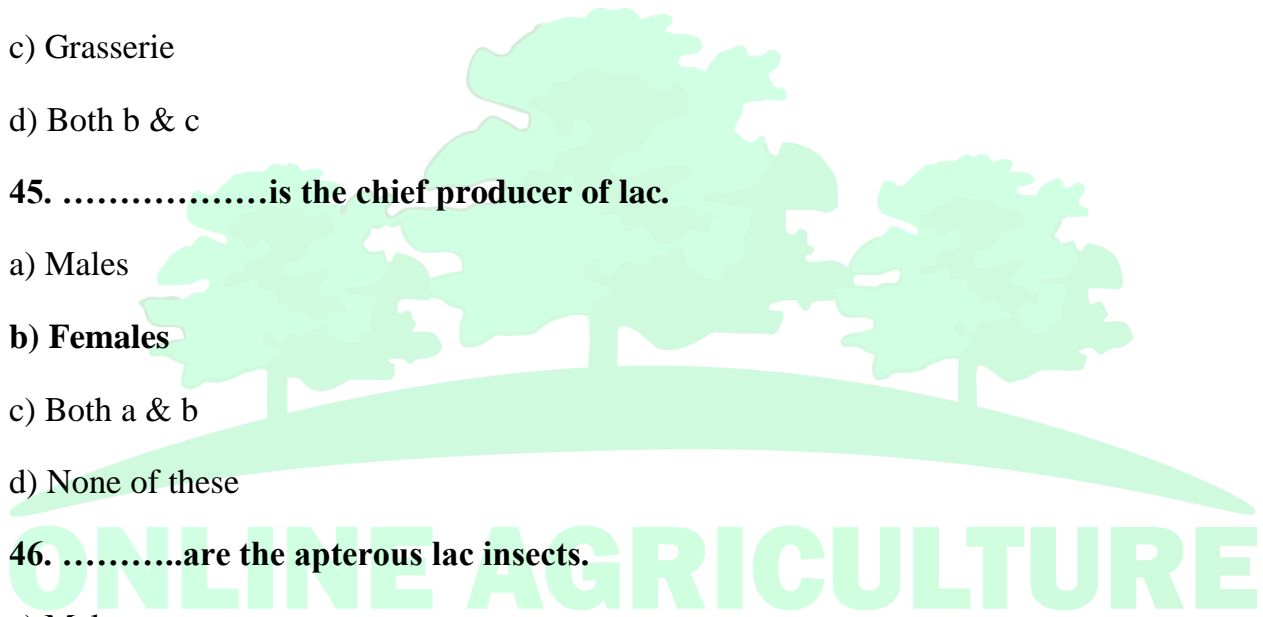 c) Grasserie
d) Both b & c
45. ………………is the chief producer of lac.
a) Males
b) Females
c) Both a & b
d) None of these
46. ………..are the apterous lac insects.
ONLINE AGRICULTURE